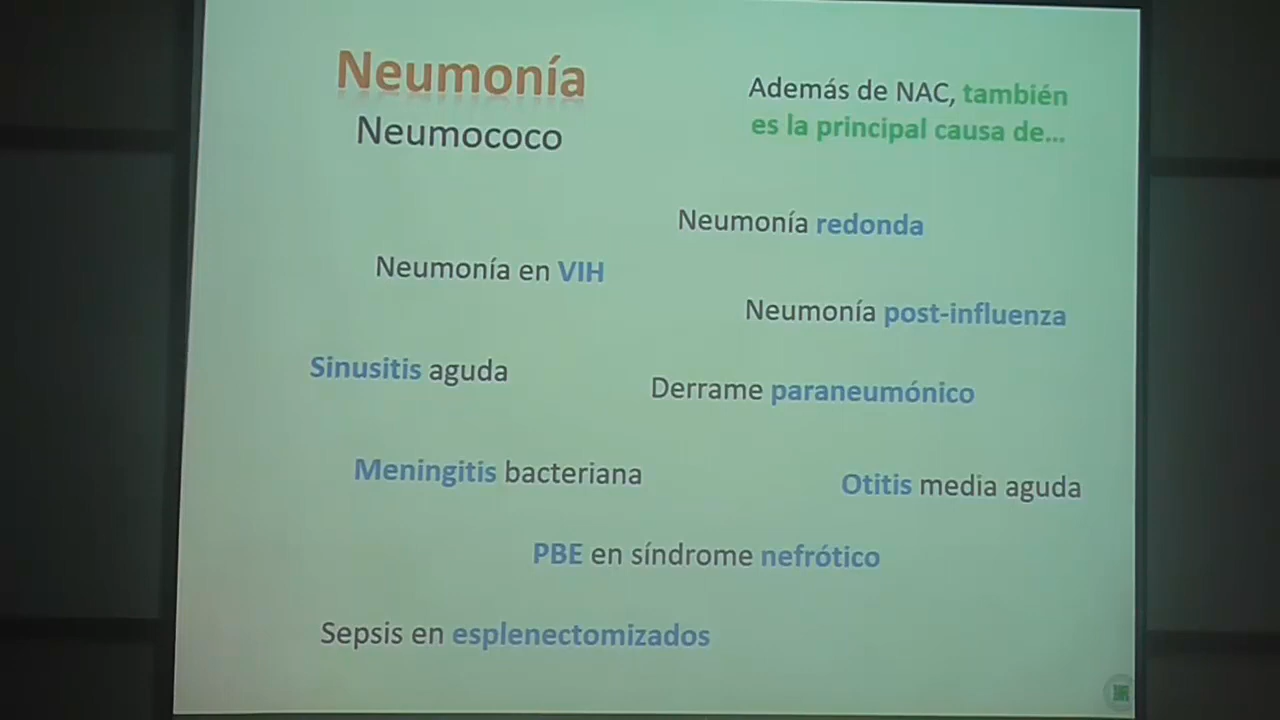 Neumonía
Neumococo
Además de NAC, también
es la principal causa de...
Neumonía redonda
Neumonía en VIH
Neumonía post-influenza
Sinusitis aguda
Derrame paraneumónico
Meningitis bacteriana
Otitis media aguda
PBE en síndrome nefrótico
Sepsis en esplenectomizados